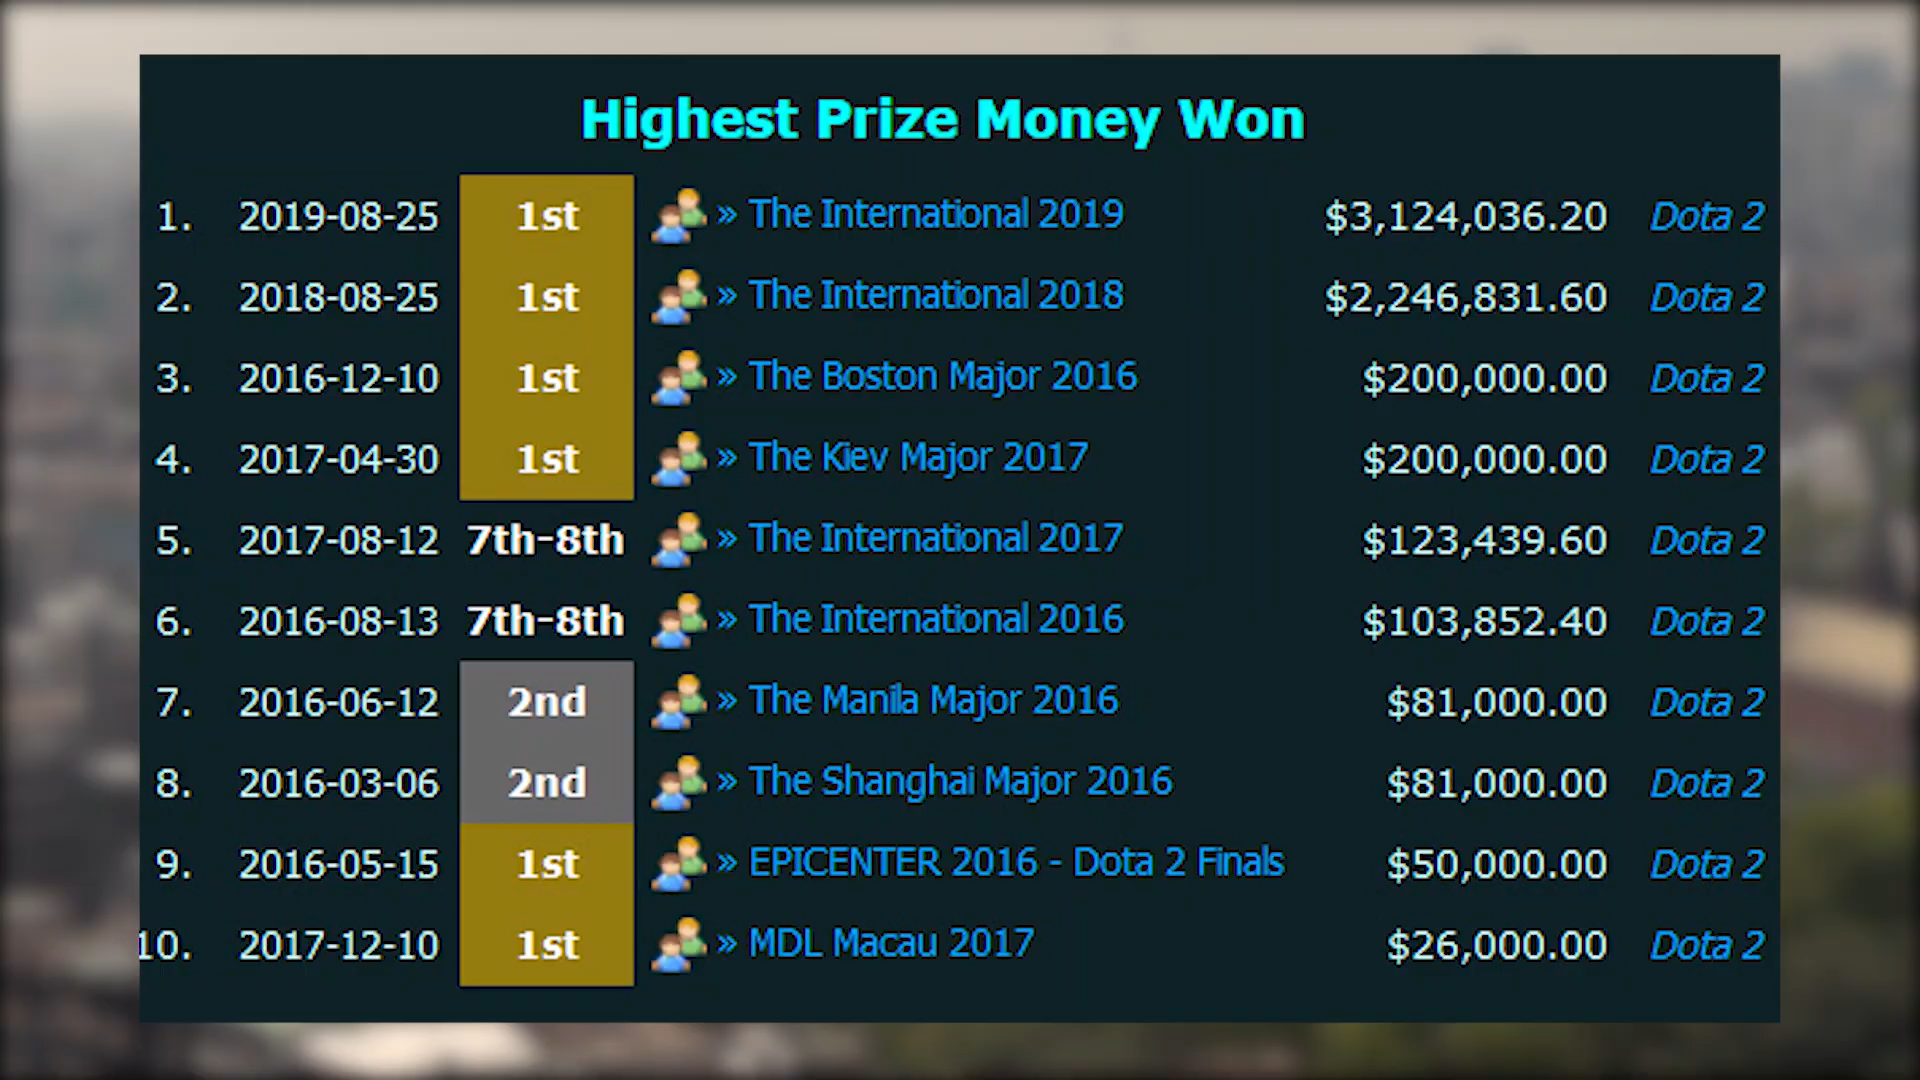 Highest Prize Money Won
1. 2019-08-25 1st » The International 2019 $3,124,036.20 Dota 2
2. 2018-08-25 1st » The International 2018 $2,246,831.60 Dota 2
3. 2016-12-10 1st » The Boston Major 2016 $200,000.00 Dota 2
4. 2017-04-30 1st » The Kiev Major 2017 $200,000.00 Dota 2
5. 2017-08-12 7th-8th » The International 2017 $123,439.60 Dota 2
6. 2016-08-13 7th-8th » The International 2016 $103,852.40 Dota 2
7. 2016-06-12 2nd » The Manila Major 2016 $81,000.00 Dota 2
8. 2016-03-06 2nd » The Shanghai Major 2016 $81,000.00 Dota 2
9. 2016-05-15 1st » EPICENTER 2016 - Dota 2 Finals $50,000.00 Dota 2
10. 2017-12-10 1st » MDL Macau 2017 $26,000.00 Dota 2